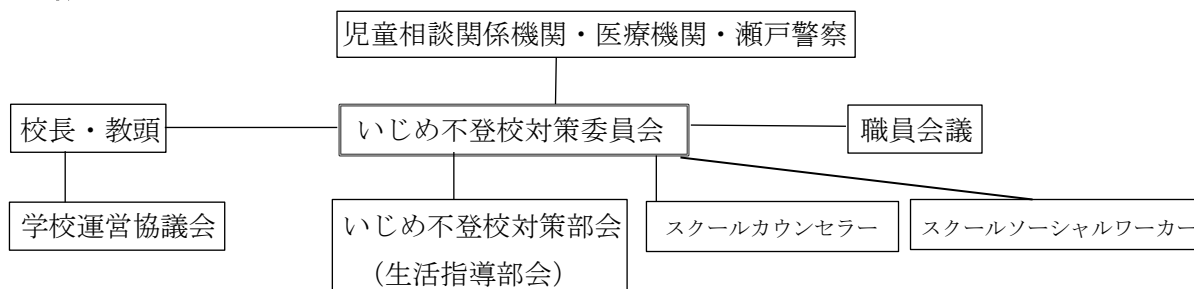 児童相談関係機関・医療機関・瀬戸警察
校長・教頭
いじめ不登校対策委員会
職員会議
学校運営協議会
いじめ不登校対策部会
（生活指導部会）
スクールカウンセラー
スクールソーシャルワーカー